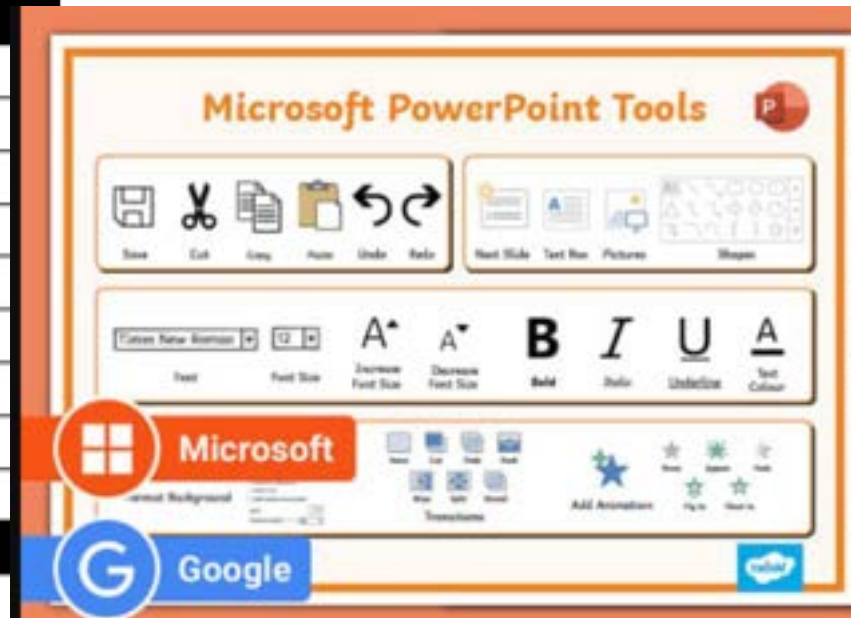 Microsoft PowerPoint Tools
P
Save Cut Copy Paste Undo Redo
Next Slide Text Box Pictures Shapes
Times New Roman 12 A A B I U A
Font Font Size Increase Font Size Decrease Font Size Bold Italic Underline Text Colour
Microsoft
Format Background Transitions Add Animation
Fly In
G Google
twinkl